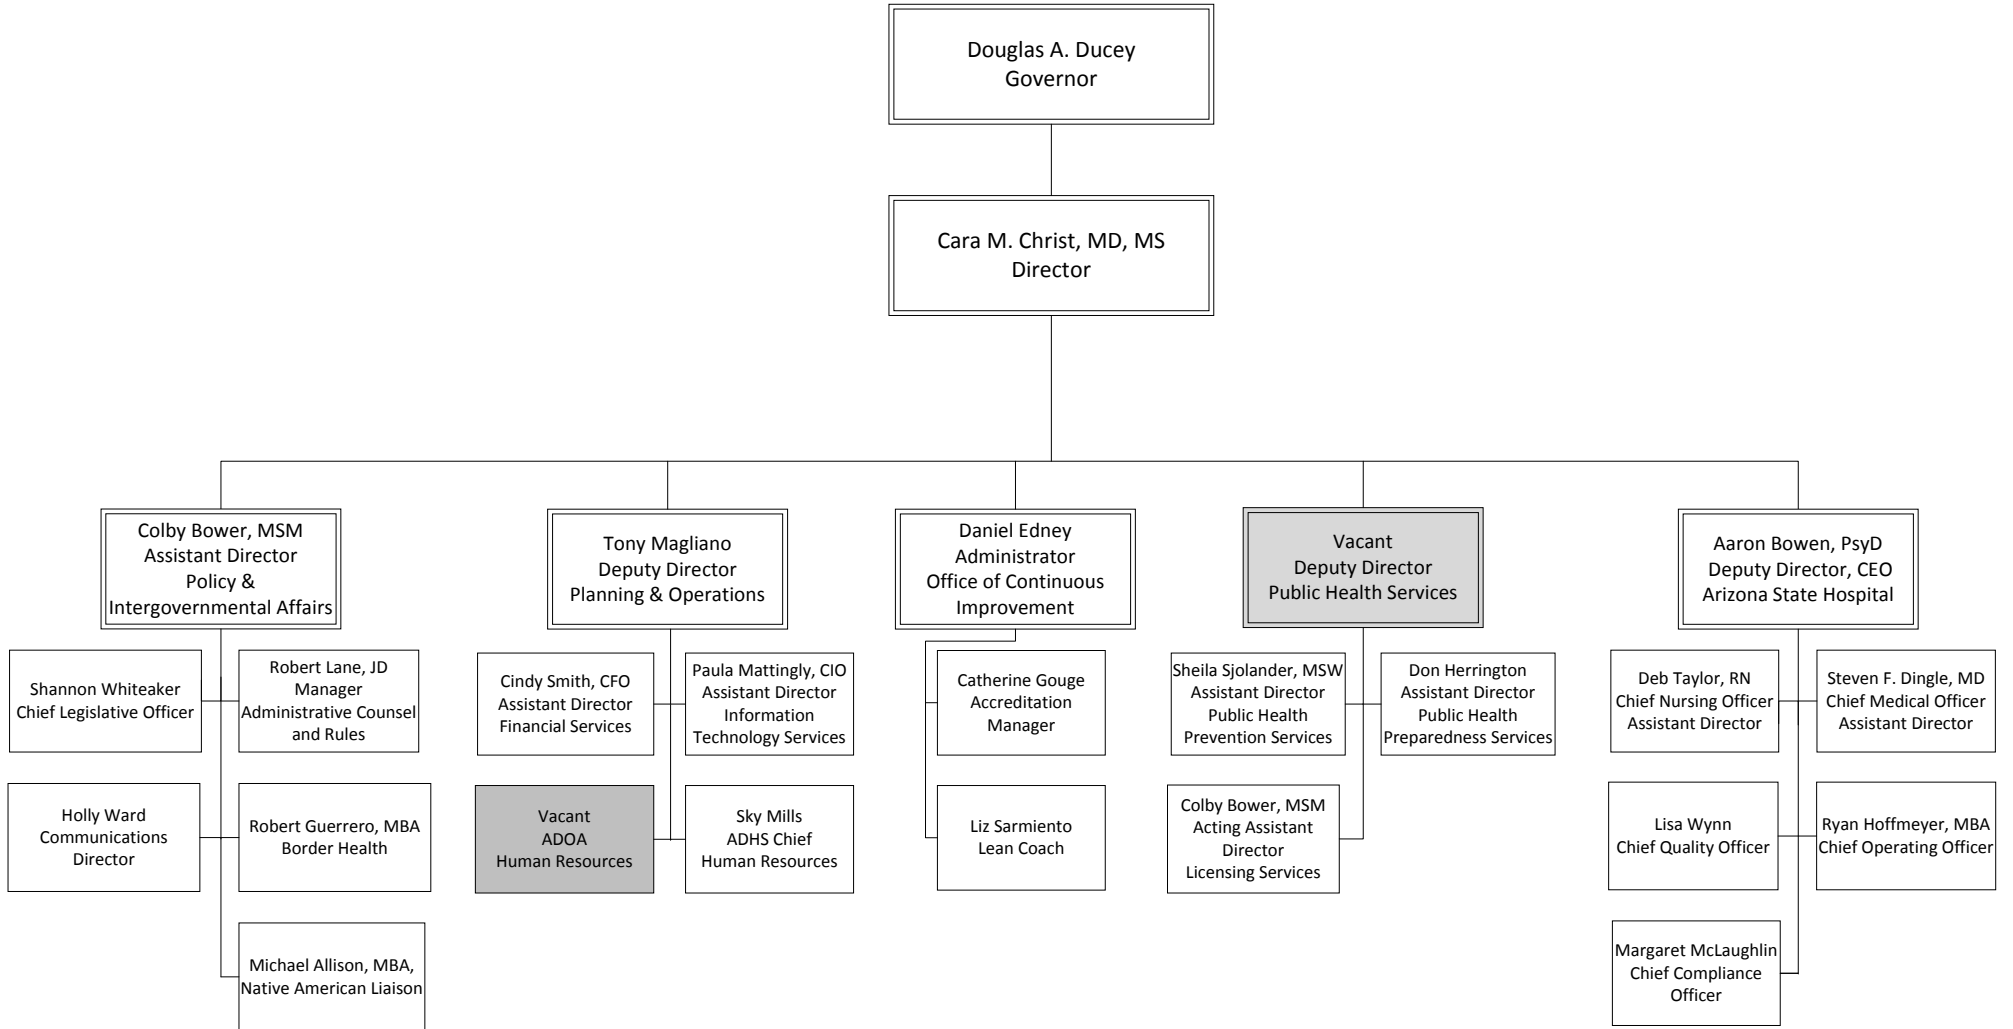 Douglas A. Ducey
Governor
Cara M. Christ, MD, MS
Director
Colby Bower, MSM
Assistant Director
Policy &
Intergovernmental Affairs
Tony Magliano
Deputy Director
Planning & Operations
Daniel Edney
Administrator
Office of Continuous
Improvement
Vacant
Deputy Director
Public Health Services
Aaron Bowen, PsyD
Deputy Director, CEO
Arizona State Hospital
Shannon Whiteaker
Chief Legislative Officer
Robert Lane, JD
Manager
Administrative Counsel
and Rules
Cindy Smith, CFO
Assistant Director
Financial Services
Paula Mattingly, CIO
Assistant Director
Information
Technology Services
Catherine Gouge
Accreditation
Manager
Sheila Sjolander, MSW
Assistant Director
Public Health
Prevention Services
Don Herrington
Assistant Director
Public Health
Preparedness Services
Deb Taylor, RN
Chief Nursing Officer
Assistant Director
Steven F. Dingle, MD
Chief Medical Officer
Assistant Director
Holly Ward
Communications
Director
Robert Guerrero, MBA
Border Health
Vacant
ADOA
Human Resources
Sky Mills
ADHS Chief
Human Resources
Liz Sarmiento
Lean Coach
Colby Bower, MSM
Acting Assistant
Director
Licensing Services
Lisa Wynn
Chief Quality Officer
Ryan Hoffmeyer, MBA
Chief Operating Officer
Michael Allison, MBA,
Native American Liaison
Margaret McLaughlin
Chief Compliance
Officer